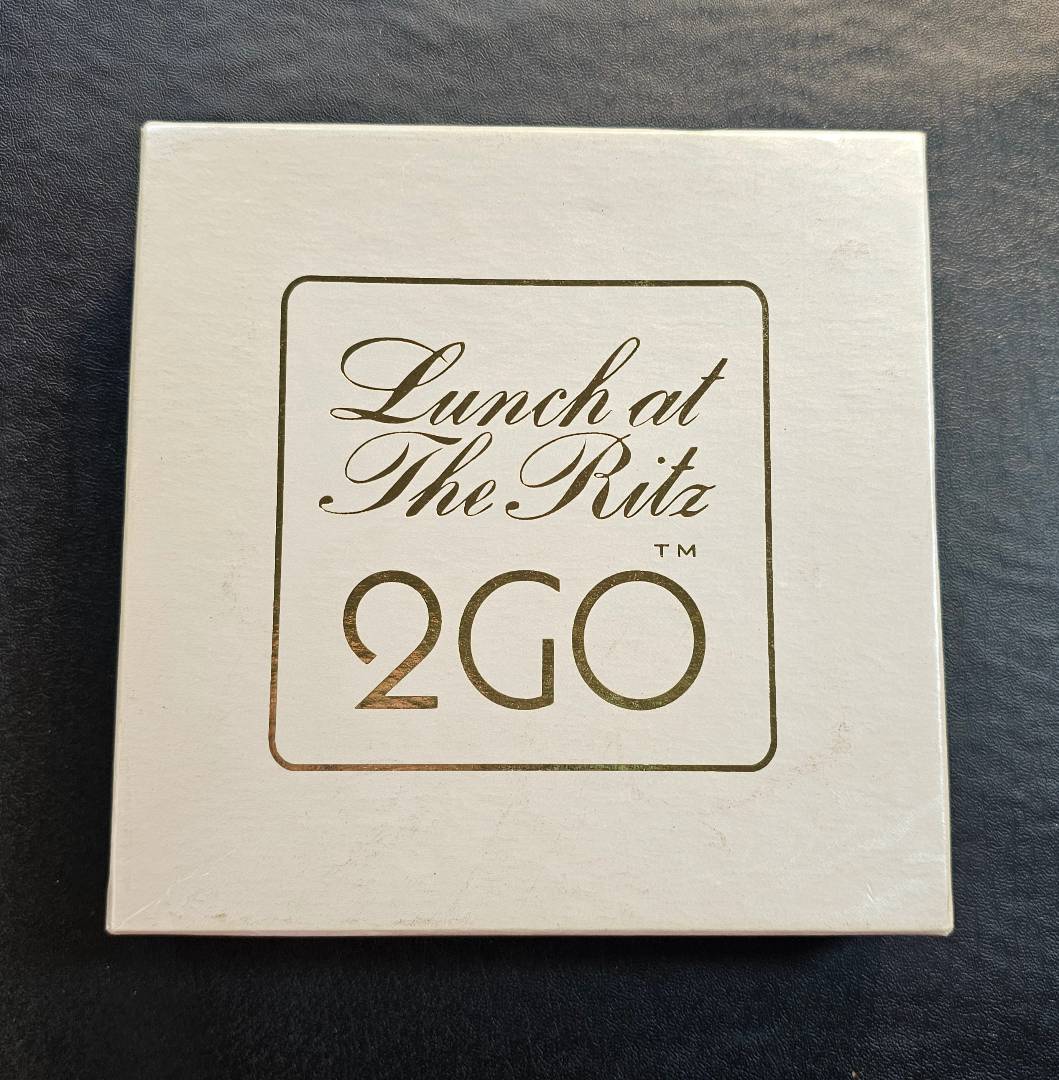 Lunch at
The Ritz
TM
2GO